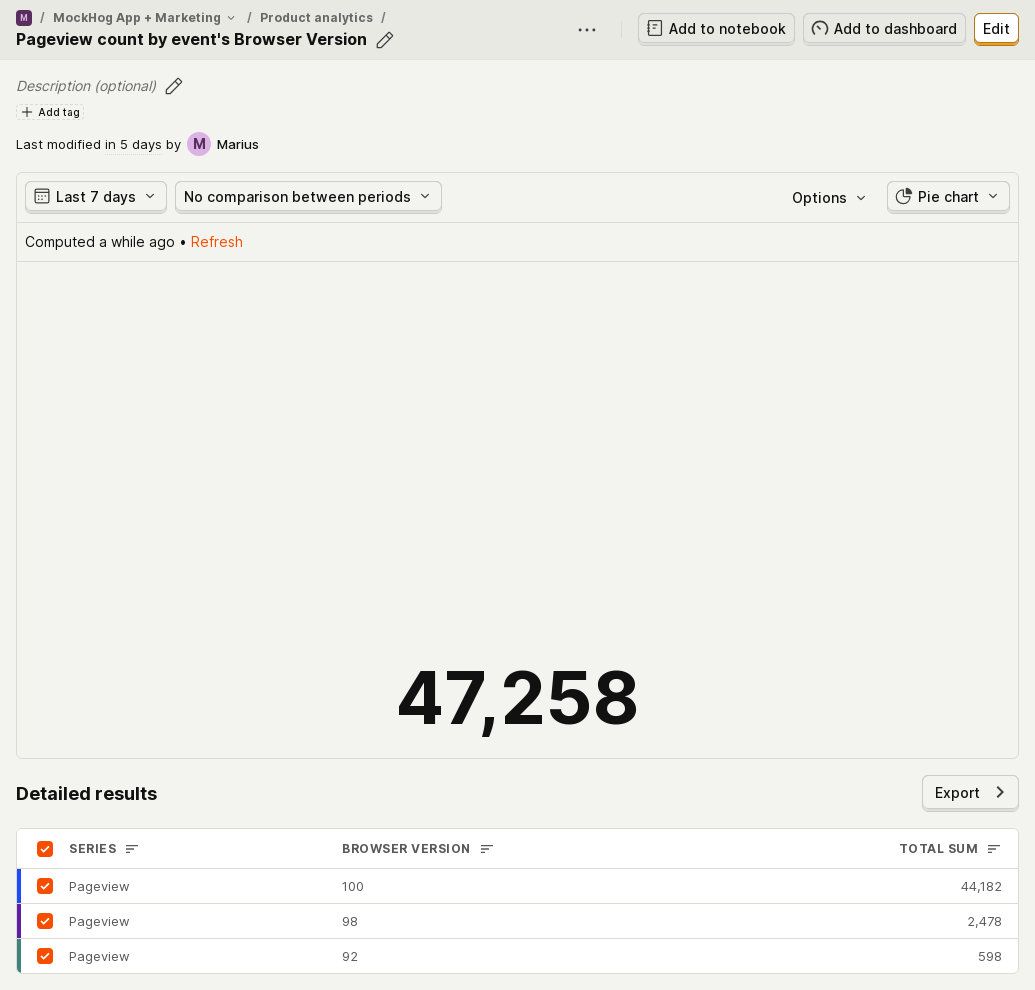 M / MockHog App + Marketing / Product analytics /
Pageview count by event's Browser Version
Add to notebook
Add to dashboard
Edit
Description (optional)
Add tag
Last modified in 5 days by M Marius
Last 7 days
No comparison between periods
Options
Pie chart
Computed a while ago • Refresh
47,258
Detailed results
Export
SERIES BROWSER VERSION TOTAL SUM
Pageview 100 44,182
Pageview 98 2,478
Pageview 92 598